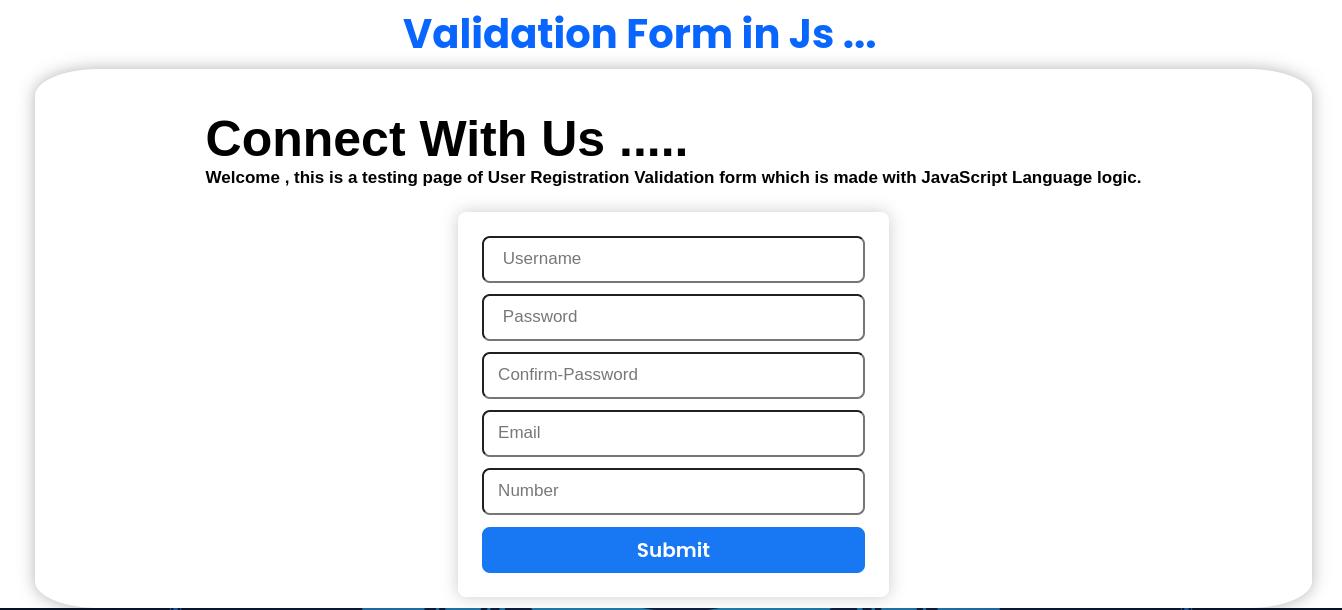 Validation Form in Js ...
Connect With Us .....
Welcome , this is a testing page of User Registration Validation form which is made with JavaScript Language logic.
Username
Password
Confirm-Password
Email
Number
Submit